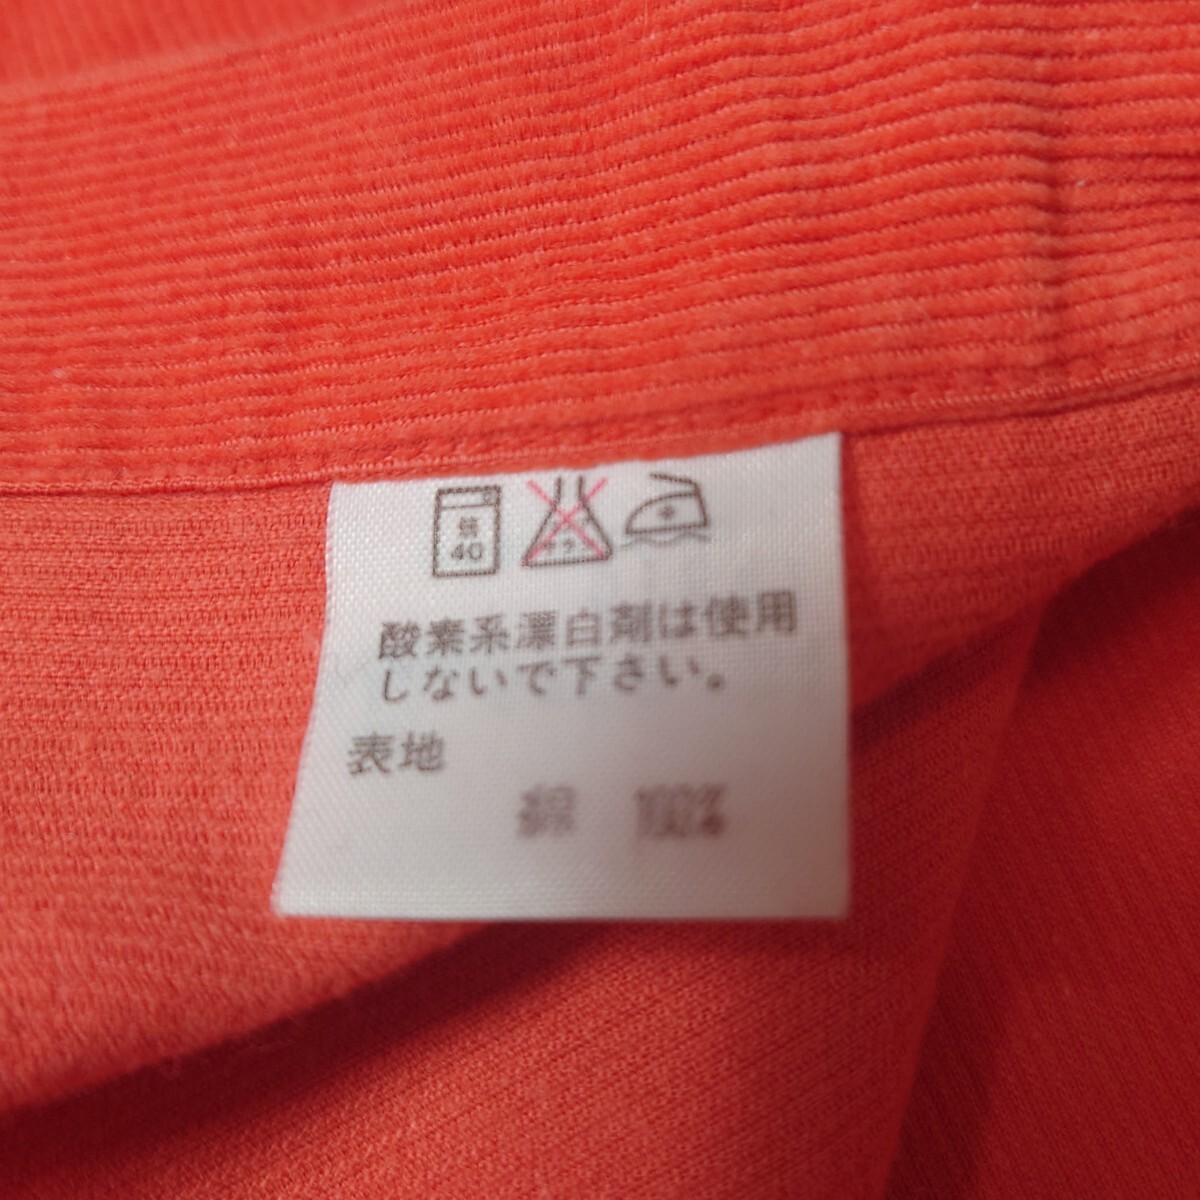 40
酸素系漂白剤は使用
しないで下さい。
表地
綿 100%